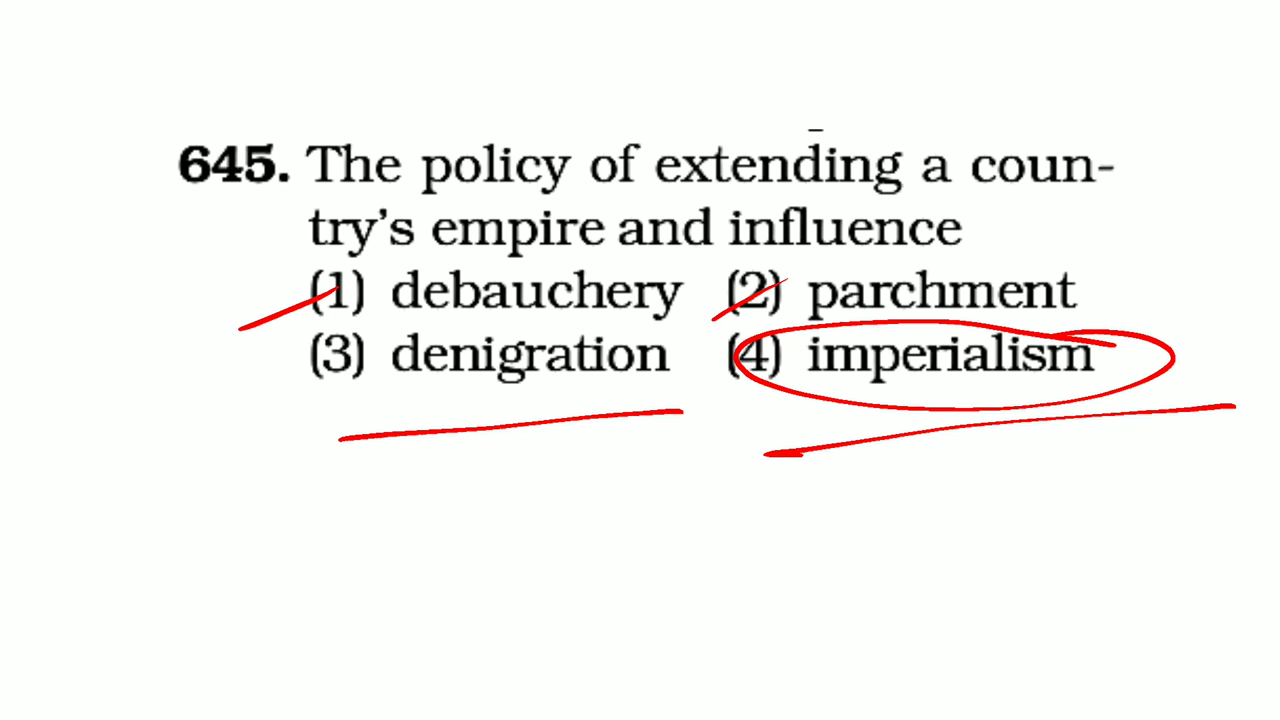 645. The policy of extending a coun-
try's empire and influence
(1) debauchery (2) parchment
(3) denigration (4) imperialism